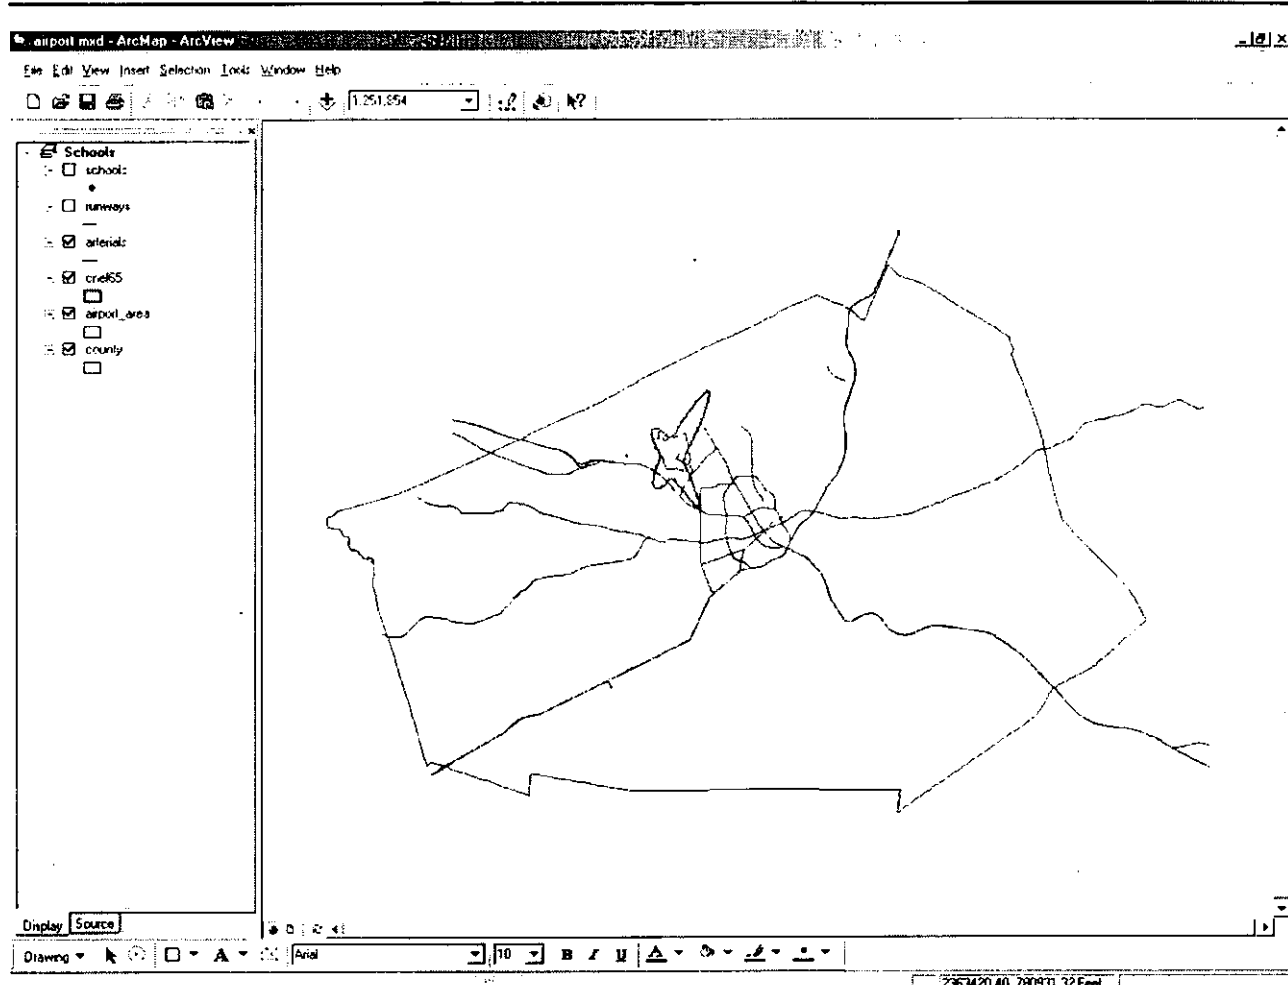 airport mxd - ArcMap - ArcView
File Edit View Insert Selection Tools Window Help
1:251,854
Schools
schools
runways
arterials
cnel65
airport_area
county
Display Source
Drawing A Arial 10 B I U A
2363420.40 780931.32 Feet